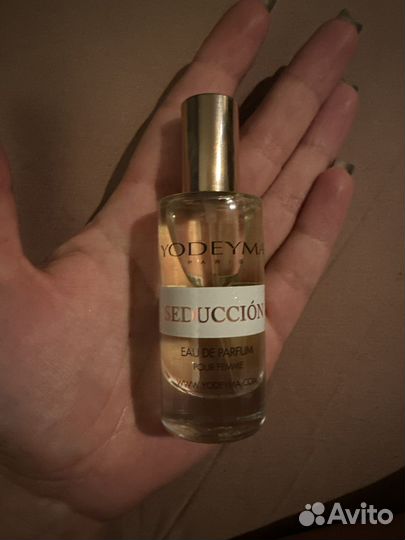 YODEYMA
PARIS
SEDUCCIÓN
EAU DE PARFUM
POUR FEMME
WWW.YODEYMA.COM
Avito